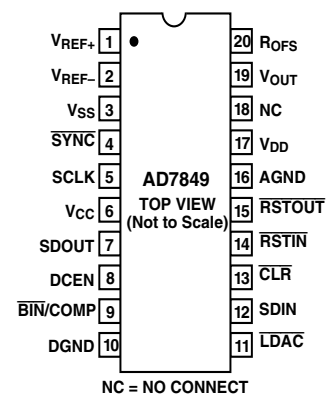 VREF+ 1
VREF– 2
VSS 3
SYNC 4
SCLK 5
VCC 6
SDOUT 7
DCEN 8
BIN/COMP 9
DGND 10
AD7849
TOP VIEW
(Not to Scale)
20 ROFS
19 VOUT
18 NC
17 VDD
16 AGND
15 RSTOUT
14 RSTIN
13 CLR
12 SDIN
11 LDAC
NC = NO CONNECT